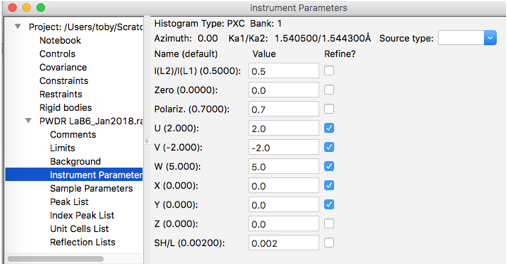 Instrument Parameters
Project: /Users/toby/Scratc
Notebook
Controls
Covariance
Constraints
Restraints
Rigid bodies
PWDR LaB6_Jan2018.ra
Comments
Limits
Background
Instrument Parameter
Sample Parameters
Peak List
Index Peak List
Unit Cells List
Reflection Lists
Histogram Type: PXC Bank: 1
Azimuth: 0.00 Ka1/Ka2: 1.540500/1.544300Å Source type:
Name (default) Value Refine?
I(L2)/I(L1) (0.5000): 0.5
Zero (0.0000): 0.0
Polariz. (0.7000): 0.7
U (2.000): 2.0
V (-2.000): -2.0
W (5.000): 5.0
X (0.000): 0.0
Y (0.000): 0.0
Z (0.000): 0.0
SH/L (0.00200): 0.002